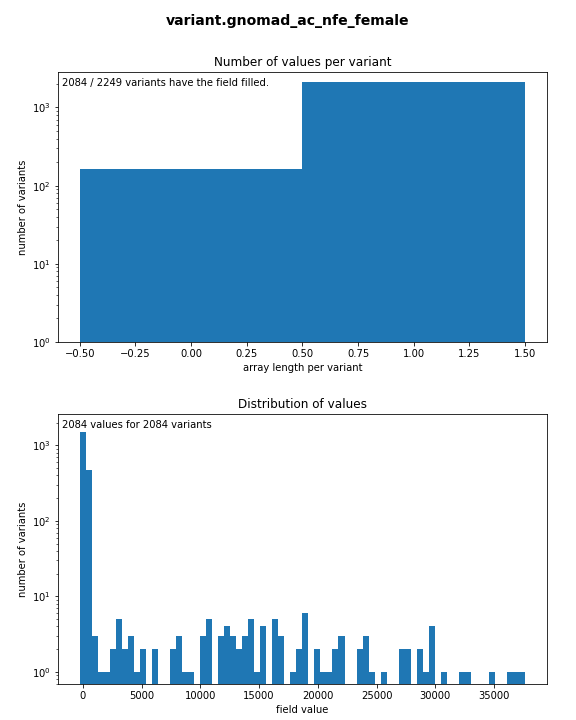 variant.gnomad_ac_nfe_female
Number of values per variant
2084 / 2249 variants have the field filled.
number of variants
10³
10²
10¹
10⁰
−0.50 −0.25 0.00 0.25 0.50 0.75 1.00 1.25 1.50
array length per variant
Distribution of values
2084 values for 2084 variants
number of variants
10³
10²
10¹
10⁰
0 5000 10000 15000 20000 25000 30000 35000
field value